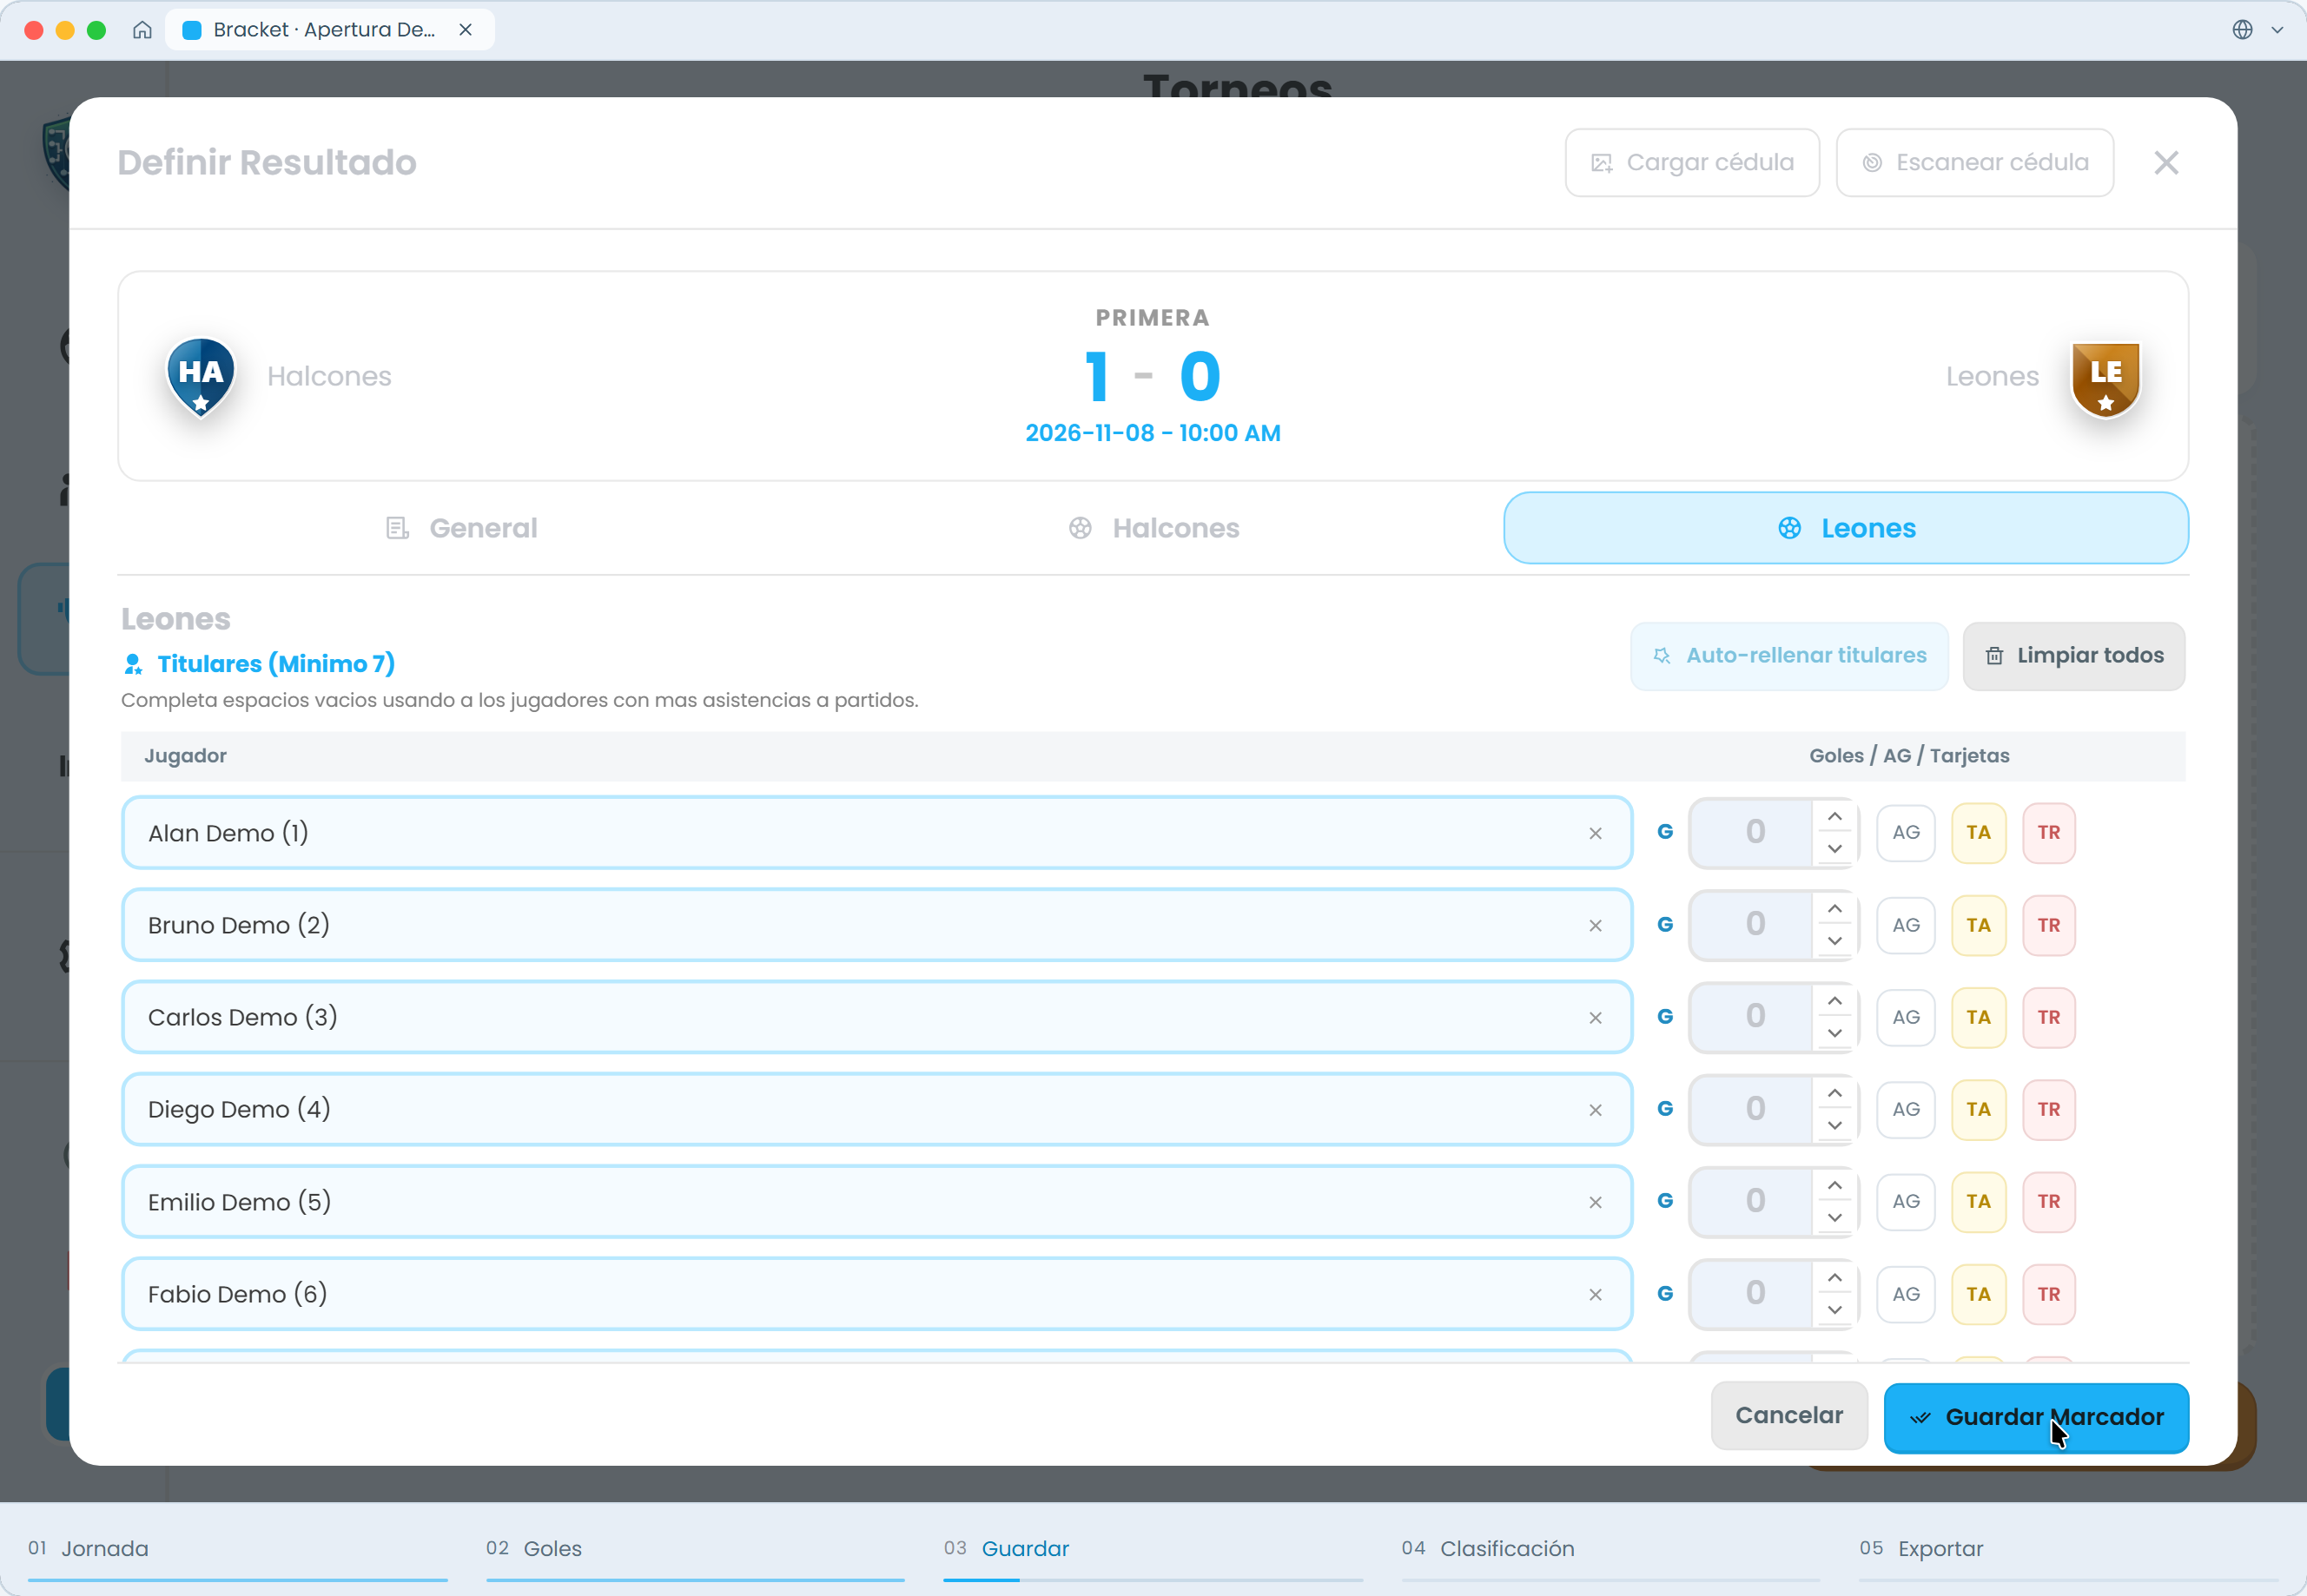 Bracket · Apertura De...
Torneos
Definir Resultado
Cargar cédula
Escanear cédula
PRIMERA
HA
Halcones
1 - 0
Leones
LE
2026-11-08 - 10:00 AM
General
Halcones
Leones
Leones
Titulares (Minimo 7)
Completa espacios vacios usando a los jugadores con mas asistencias a partidos.
Auto-rellenar titulares
Limpiar todos
Jugador
Goles / AG / Tarjetas
Alan Demo (1)
G 0 AG TA TR
Bruno Demo (2)
G 0 AG TA TR
Carlos Demo (3)
G 0 AG TA TR
Diego Demo (4)
G 0 AG TA TR
Emilio Demo (5)
G 0 AG TA TR
Fabio Demo (6)
G 0 AG TA TR
Cancelar
Guardar Marcador
01 Jornada
02 Goles
03 Guardar
04 Clasificación
05 Exportar